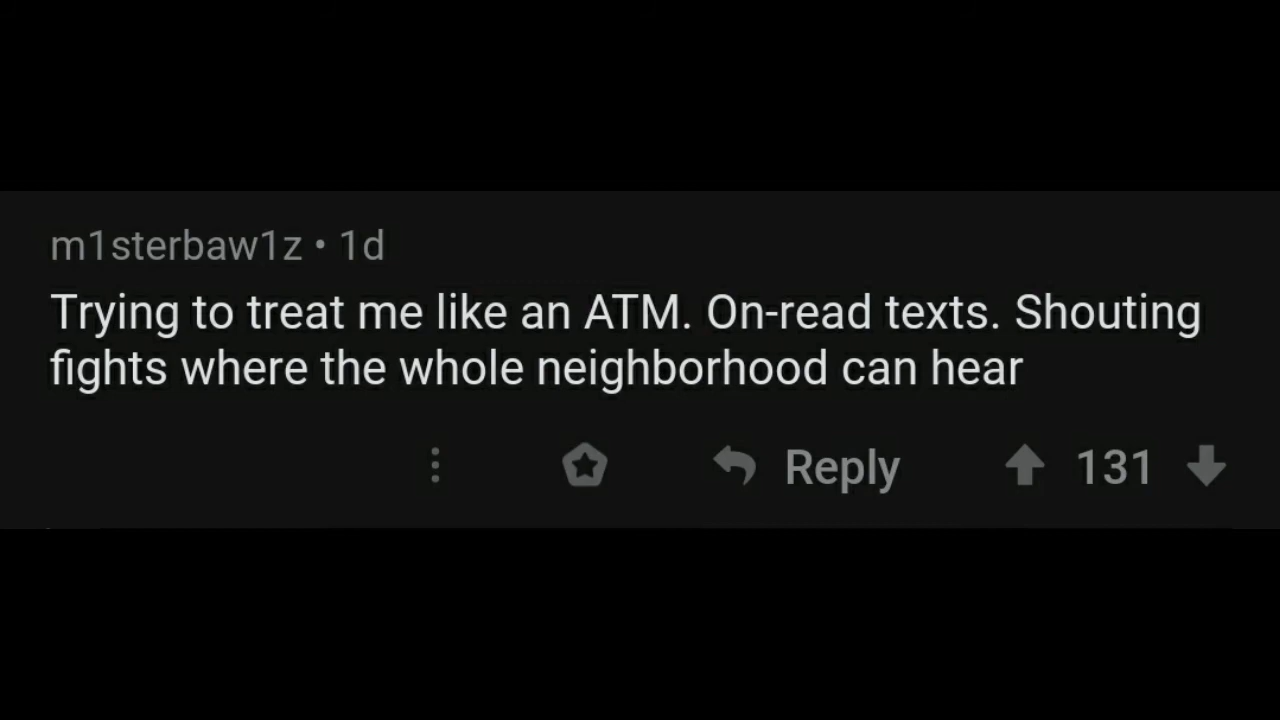 m1sterbaw1z • 1d
Trying to treat me like an ATM. On-read texts. Shouting
fights where the whole neighborhood can hear
Reply 131